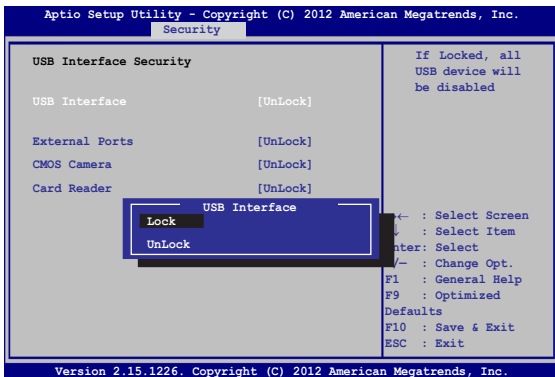 Aptio Setup Utility - Copyright (C) 2012 American Megatrends, Inc.
Security
USB Interface Security
USB Interface [UnLock]
External Ports [UnLock]
CMOS Camera [UnLock]
Card Reader [UnLock]
USB Interface
Lock
UnLock
If Locked, all
USB device will
be disabled
→← : Select Screen
↓ : Select Item
nter: Select
/— : Change Opt.
F1 : General Help
F9 : Optimized
Defaults
F10 : Save & Exit
ESC : Exit
Version 2.15.1226. Copyright (C) 2012 American Megatrends, Inc.